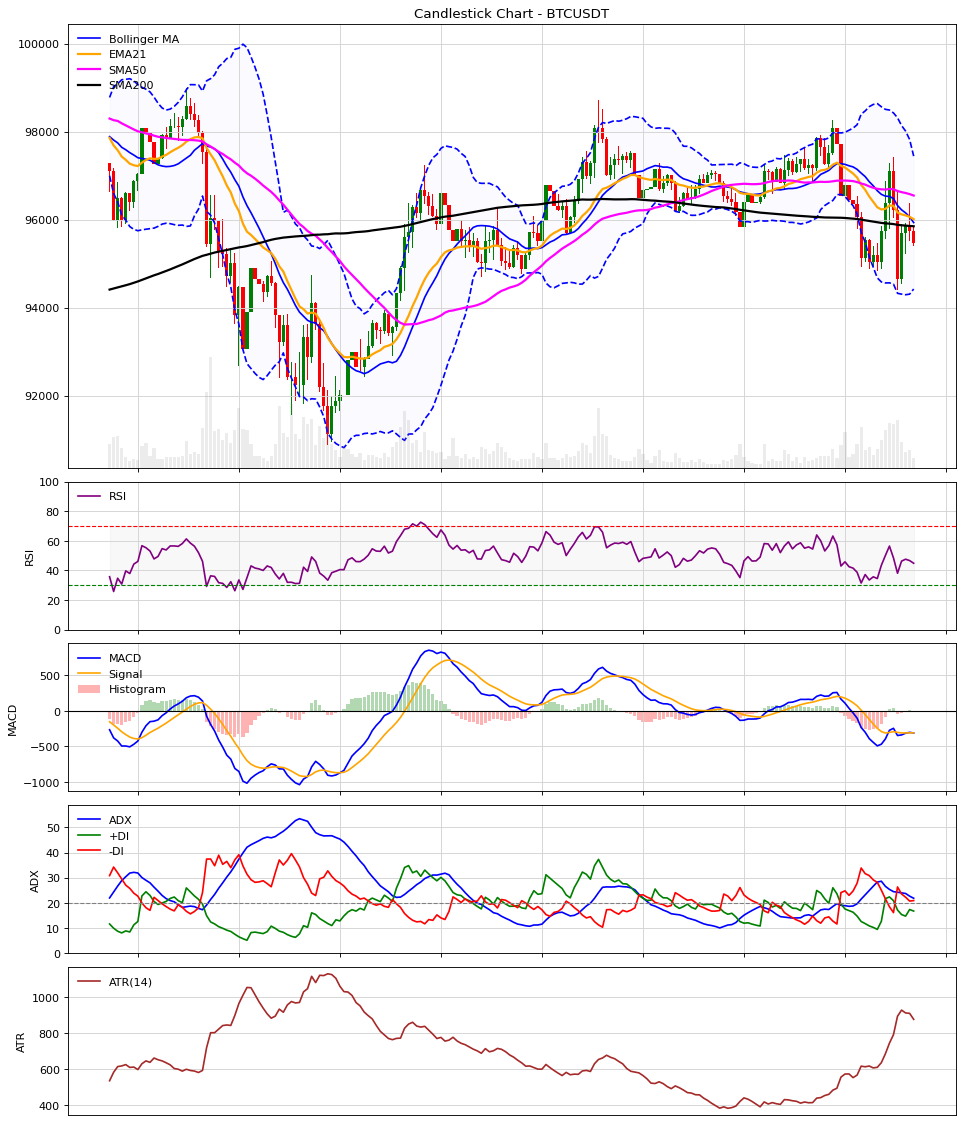 Candlestick Chart - BTCUSDT
Bollinger MA
EMA21
SMA50
SMA200
100000
98000
96000
94000
92000
RSI
100
80
60
40
20
0
RSI
MACD
Signal
Histogram
500
0
−500
−1000
MACD
ADX
+DI
-DI
50
40
30
20
10
0
ADX
ATR(14)
1000
800
600
400
ATR